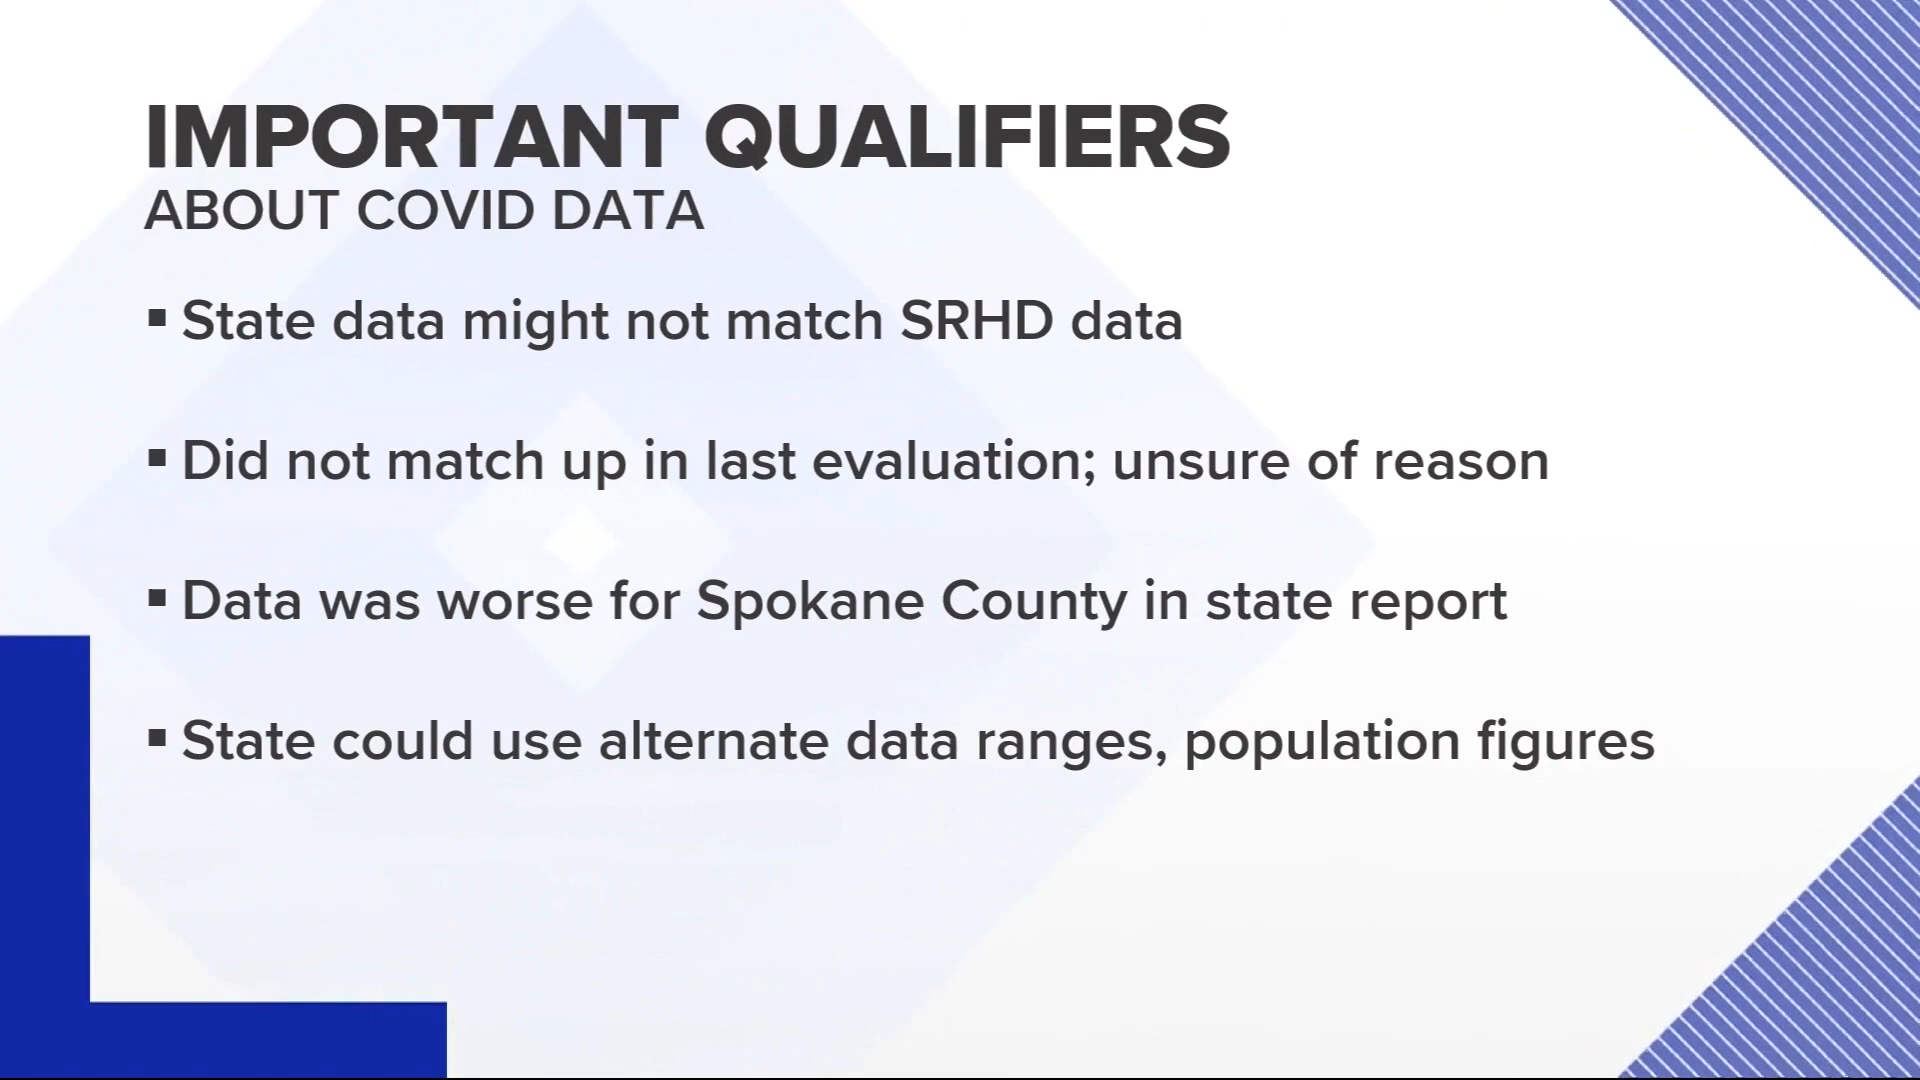 IMPORTANT QUALIFIERS
ABOUT COVID DATA
▪ State data might not match SRHD data
▪ Did not match up in last evaluation; unsure of reason
▪ Data was worse for Spokane County in state report
▪ State could use alternate data ranges, population figures